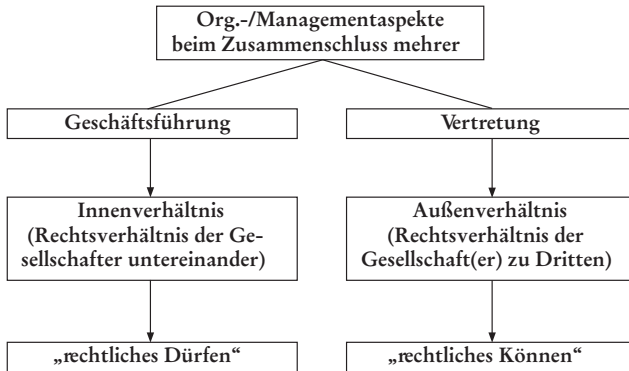 Org.-/Managementaspekte
beim Zusammenschluss mehrer
Geschäftsführung
Vertretung
Innenverhältnis
(Rechtsverhältnis der Ge-
sellschafter untereinander)
Außenverhältnis
(Rechtsverhältnis der
Gesellschaft(er) zu Dritten)
„rechtliches Dürfen“
„rechtliches Können“